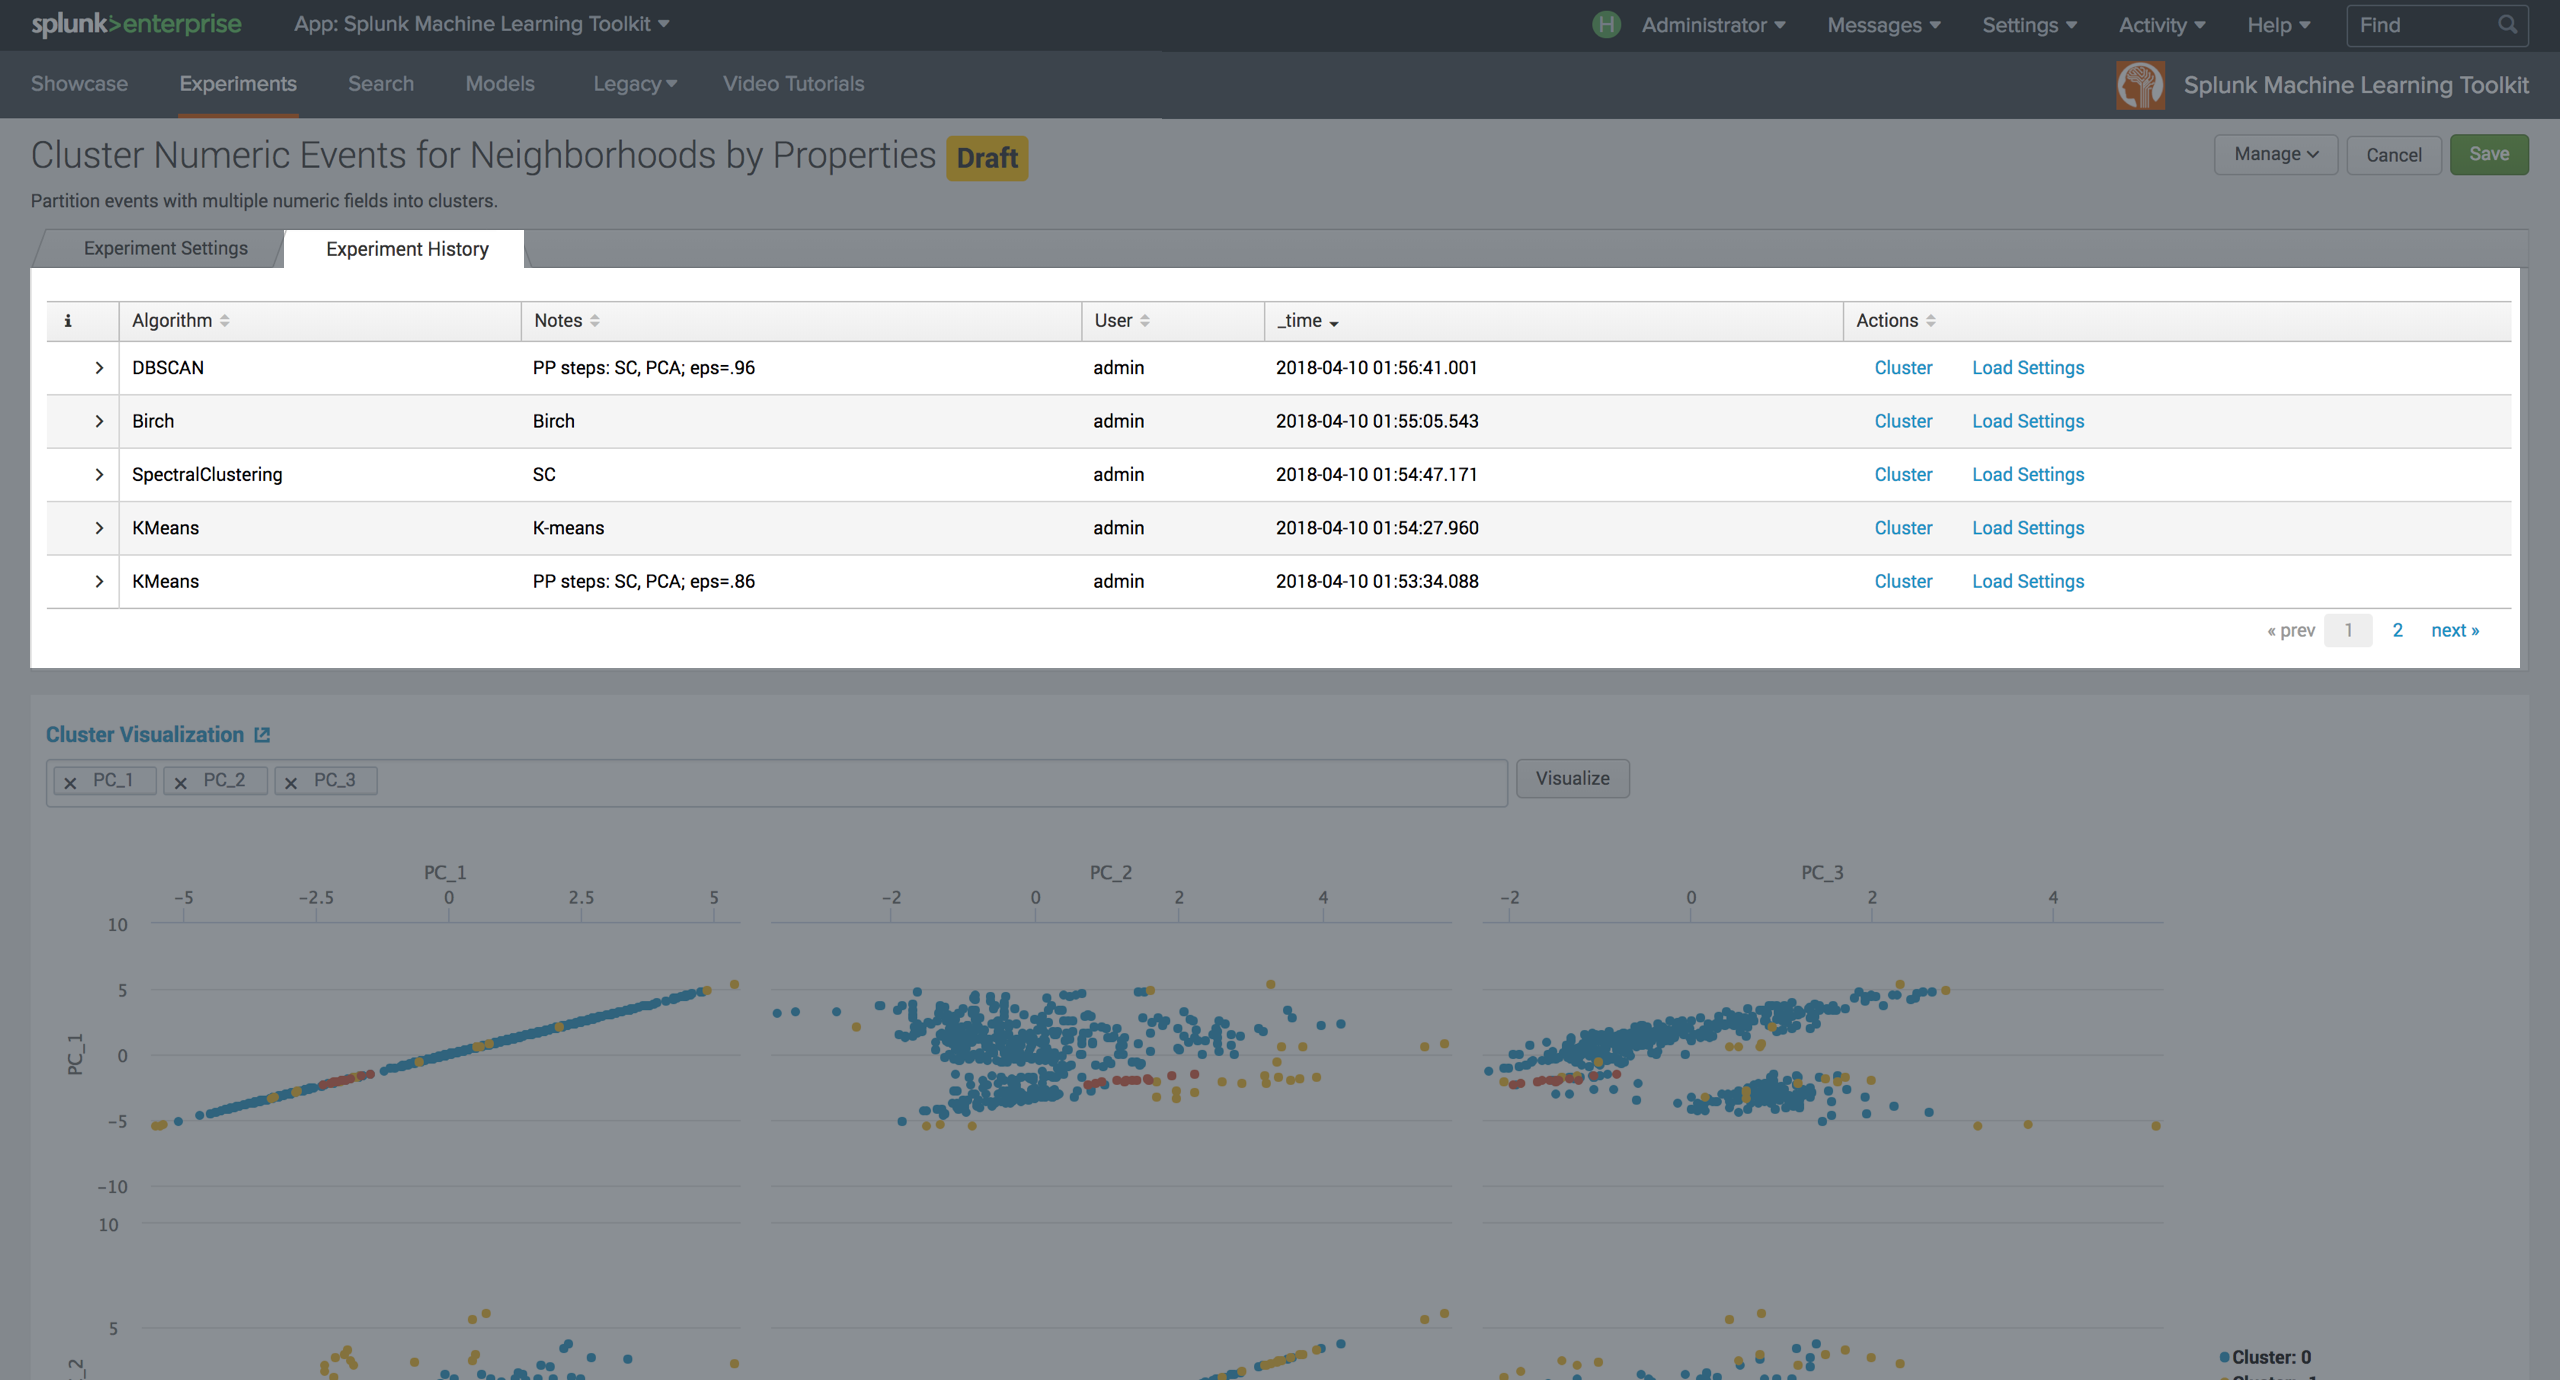 splunk>enterprise App: Splunk Machine Learning Toolkit H Administrator Messages Settings Activity Help Find
Showcase Experiments Search Models Legacy Video Tutorials Splunk Machine Learning Toolkit
Cluster Numeric Events for Neighborhoods by Properties Draft Manage Cancel Save
Partition events with multiple numeric fields into clusters.
Experiment Settings Experiment History
i Algorithm Notes User _time Actions
DBSCAN PP steps: SC, PCA; eps=.96 admin 2018-04-10 01:56:41.001 Cluster Load Settings
Birch Birch admin 2018-04-10 01:55:05.543 Cluster Load Settings
SpectralClustering SC admin 2018-04-10 01:54:47.171 Cluster Load Settings
KMeans K-means admin 2018-04-10 01:54:27.960 Cluster Load Settings
KMeans PP steps: SC, PCA; eps=.86 admin 2018-04-10 01:53:34.088 Cluster Load Settings
« prev 1 2 next »
Cluster Visualization
PC_1 PC_2 PC_3 Visualize
PC_1 PC_2 PC_3
−5 −2.5 0 2.5 5 −2 0 2 4 −2 0 2 4
10
5
PC_1
0
−5
−10
10
5
_2
Cluster: 0